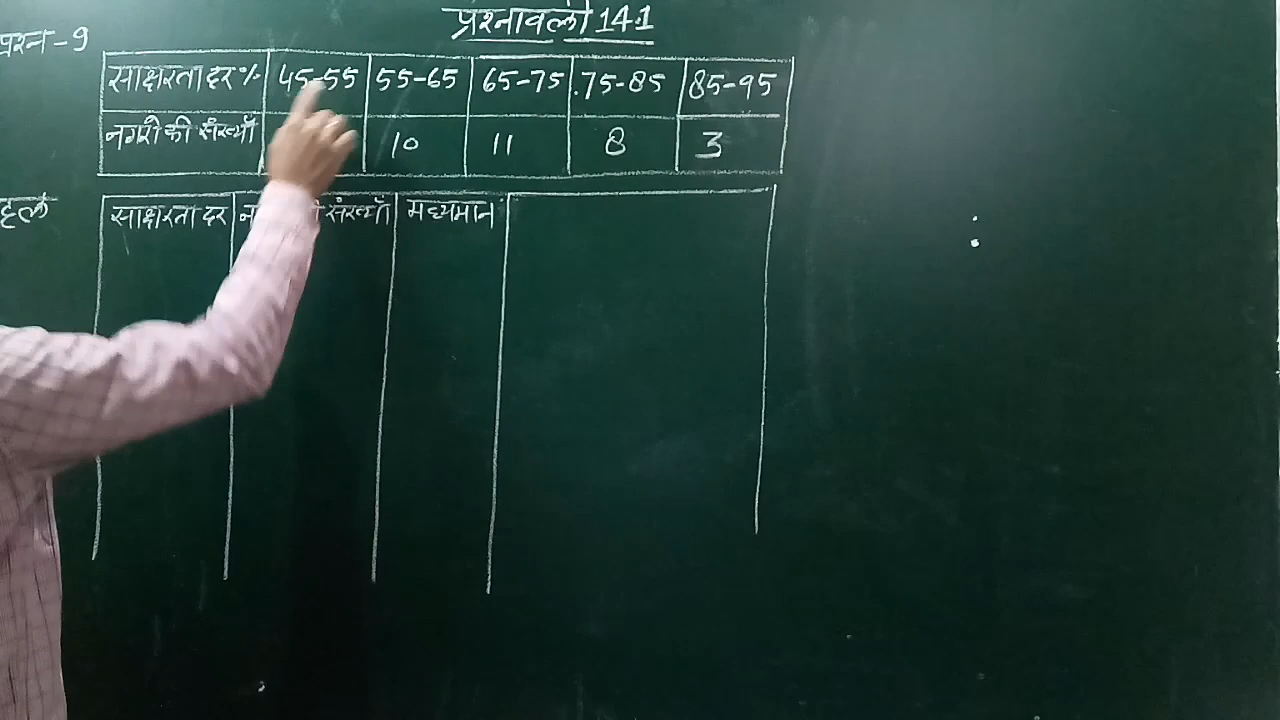 प्रश्नावली 14.1
प्रश्न-9
साक्षरता दर% 45-55 55-65 65-75 75-85 85-95
नगरों की संख्याँ 10 11 8 3
हल साक्षरता दर संख्याँ मध्यमान